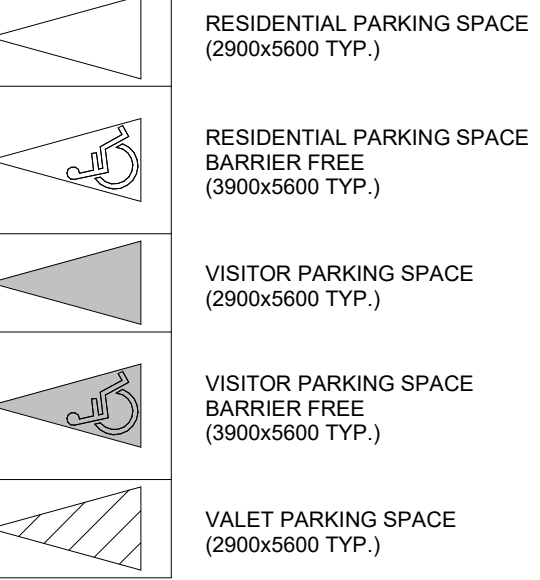 RESIDENTIAL PARKING SPACE
(2900x5600 TYP.)
RESIDENTIAL PARKING SPACE
BARRIER FREE
(3900x5600 TYP.)
VISITOR PARKING SPACE
(2900x5600 TYP.)
VISITOR PARKING SPACE
BARRIER FREE
(3900x5600 TYP.)
VALET PARKING SPACE
(2900x5600 TYP.)